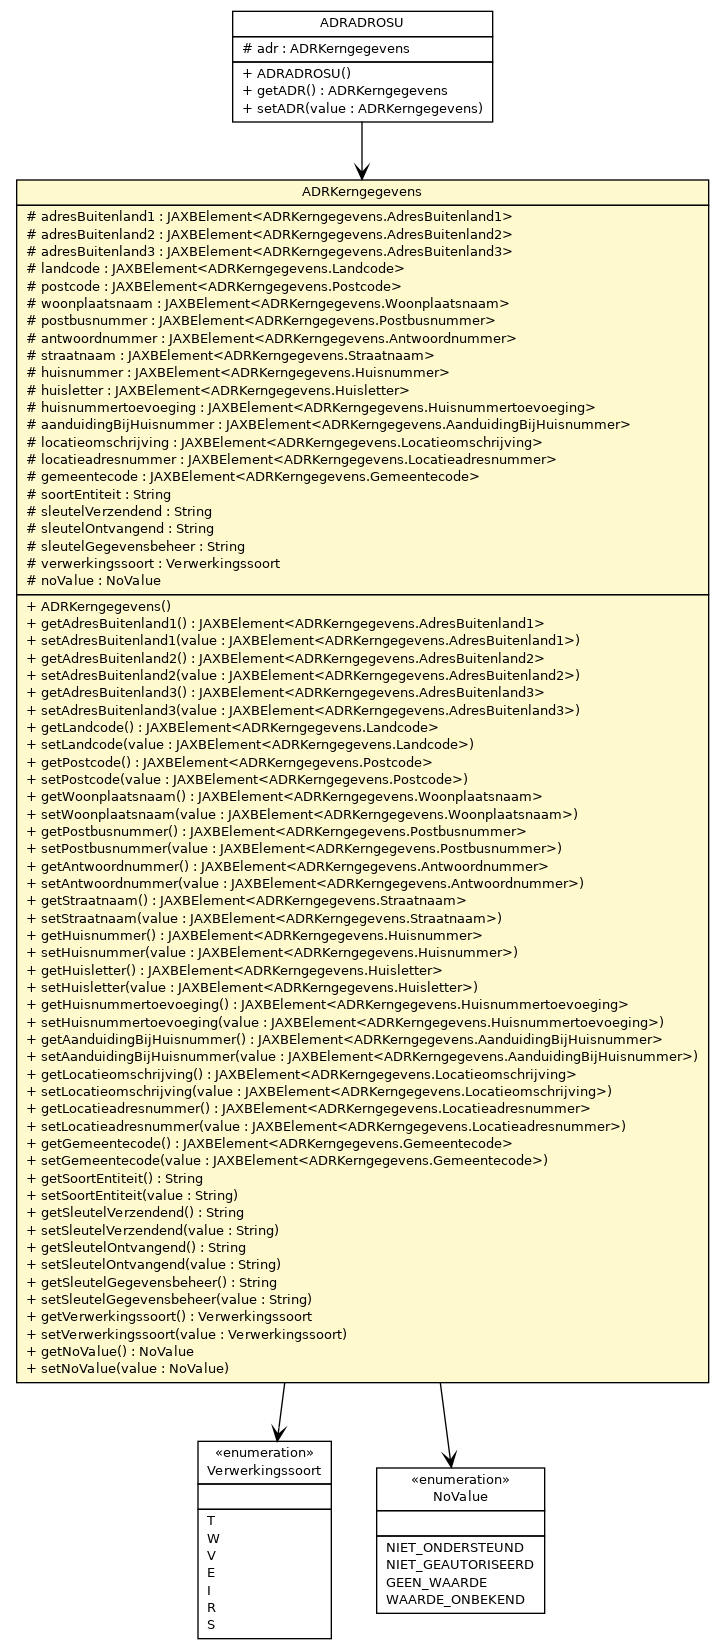 ADRADROSU
# adr : ADRKerngegevens
+ ADRADROSU()
+ getADR() : ADRKerngegevens
+ setADR(value : ADRKerngegevens)
ADRKerngegevens
# adresBuitenland1 : JAXBElement<ADRKerngegevens.AdresBuitenland1>
# adresBuitenland2 : JAXBElement<ADRKerngegevens.AdresBuitenland2>
# adresBuitenland3 : JAXBElement<ADRKerngegevens.AdresBuitenland3>
# landcode : JAXBElement<ADRKerngegevens.Landcode>
# postcode : JAXBElement<ADRKerngegevens.Postcode>
# woonplaatsnaam : JAXBElement<ADRKerngegevens.Woonplaatsnaam>
# postbusnummer : JAXBElement<ADRKerngegevens.Postbusnummer>
# antwoordnummer : JAXBElement<ADRKerngegevens.Antwoordnummer>
# straatnaam : JAXBElement<ADRKerngegevens.Straatnaam>
# huisnummer : JAXBElement<ADRKerngegevens.Huisnummer>
# huisletter : JAXBElement<ADRKerngegevens.Huisletter>
# huisnummertoevoeging : JAXBElement<ADRKerngegevens.Huisnummertoevoeging>
# aanduidingBijHuisnummer : JAXBElement<ADRKerngegevens.AanduidingBijHuisnummer>
# locatieomschrijving : JAXBElement<ADRKerngegevens.Locatieomschrijving>
# locatieadresnummer : JAXBElement<ADRKerngegevens.Locatieadresnummer>
# gemeentecode : JAXBElement<ADRKerngegevens.Gemeentecode>
# soortEntiteit : String
# sleutelVerzendend : String
# sleutelOntvangend : String
# sleutelGegevensbeheer : String
# verwerkingssoort : Verwerkingssoort
# noValue : NoValue
+ ADRKerngegevens()
+ getAdresBuitenland1() : JAXBElement<ADRKerngegevens.AdresBuitenland1>
+ setAdresBuitenland1(value : JAXBElement<ADRKerngegevens.AdresBuitenland1>)
+ getAdresBuitenland2() : JAXBElement<ADRKerngegevens.AdresBuitenland2>
+ setAdresBuitenland2(value : JAXBElement<ADRKerngegevens.AdresBuitenland2>)
+ getAdresBuitenland3() : JAXBElement<ADRKerngegevens.AdresBuitenland3>
+ setAdresBuitenland3(value : JAXBElement<ADRKerngegevens.AdresBuitenland3>)
+ getLandcode() : JAXBElement<ADRKerngegevens.Landcode>
+ setLandcode(value : JAXBElement<ADRKerngegevens.Landcode>)
+ getPostcode() : JAXBElement<ADRKerngegevens.Postcode>
+ setPostcode(value : JAXBElement<ADRKerngegevens.Postcode>)
+ getWoonplaatsnaam() : JAXBElement<ADRKerngegevens.Woonplaatsnaam>
+ setWoonplaatsnaam(value : JAXBElement<ADRKerngegevens.Woonplaatsnaam>)
+ getPostbusnummer() : JAXBElement<ADRKerngegevens.Postbusnummer>
+ setPostbusnummer(value : JAXBElement<ADRKerngegevens.Postbusnummer>)
+ getAntwoordnummer() : JAXBElement<ADRKerngegevens.Antwoordnummer>
+ setAntwoordnummer(value : JAXBElement<ADRKerngegevens.Antwoordnummer>)
+ getStraatnaam() : JAXBElement<ADRKerngegevens.Straatnaam>
+ setStraatnaam(value : JAXBElement<ADRKerngegevens.Straatnaam>)
+ getHuisnummer() : JAXBElement<ADRKerngegevens.Huisnummer>
+ setHuisnummer(value : JAXBElement<ADRKerngegevens.Huisnummer>)
+ getHuisletter() : JAXBElement<ADRKerngegevens.Huisletter>
+ setHuisletter(value : JAXBElement<ADRKerngegevens.Huisletter>)
+ getHuisnummertoevoeging() : JAXBElement<ADRKerngegevens.Huisnummertoevoeging>
+ setHuisnummertoevoeging(value : JAXBElement<ADRKerngegevens.Huisnummertoevoeging>)
+ getAanduidingBijHuisnummer() : JAXBElement<ADRKerngegevens.AanduidingBijHuisnummer>
+ setAanduidingBijHuisnummer(value : JAXBElement<ADRKerngegevens.AanduidingBijHuisnummer>)
+ getLocatieomschrijving() : JAXBElement<ADRKerngegevens.Locatieomschrijving>
+ setLocatieomschrijving(value : JAXBElement<ADRKerngegevens.Locatieomschrijving>)
+ getLocatieadresnummer() : JAXBElement<ADRKerngegevens.Locatieadresnummer>
+ setLocatieadresnummer(value : JAXBElement<ADRKerngegevens.Locatieadresnummer>)
+ getGemeentecode() : JAXBElement<ADRKerngegevens.Gemeentecode>
+ setGemeentecode(value : JAXBElement<ADRKerngegevens.Gemeentecode>)
+ getSoortEntiteit() : String
+ setSoortEntiteit(value : String)
+ getSleutelVerzendend() : String
+ setSleutelVerzendend(value : String)
+ getSleutelOntvangend() : String
+ setSleutelOntvangend(value : String)
+ getSleutelGegevensbeheer() : String
+ setSleutelGegevensbeheer(value : String)
+ getVerwerkingssoort() : Verwerkingssoort
+ setVerwerkingssoort(value : Verwerkingssoort)
+ getNoValue() : NoValue
+ setNoValue(value : NoValue)
«enumeration»
Verwerkingssoort
T
W
V
E
I
R
S
«enumeration»
NoValue
NIET_ONDERSTEUND
NIET_GEAUTORISEERD
GEEN_WAARDE
WAARDE_ONBEKEND